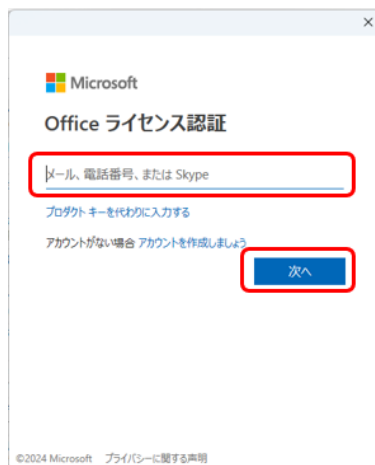 Microsoft
Office ライセンス認証
メール、電話番号、または Skype
プロダクト キーを代わりに入力する
アカウントがない場合 アカウントを作成しましょう
次へ
©2024 Microsoft プライバシーに関する声明